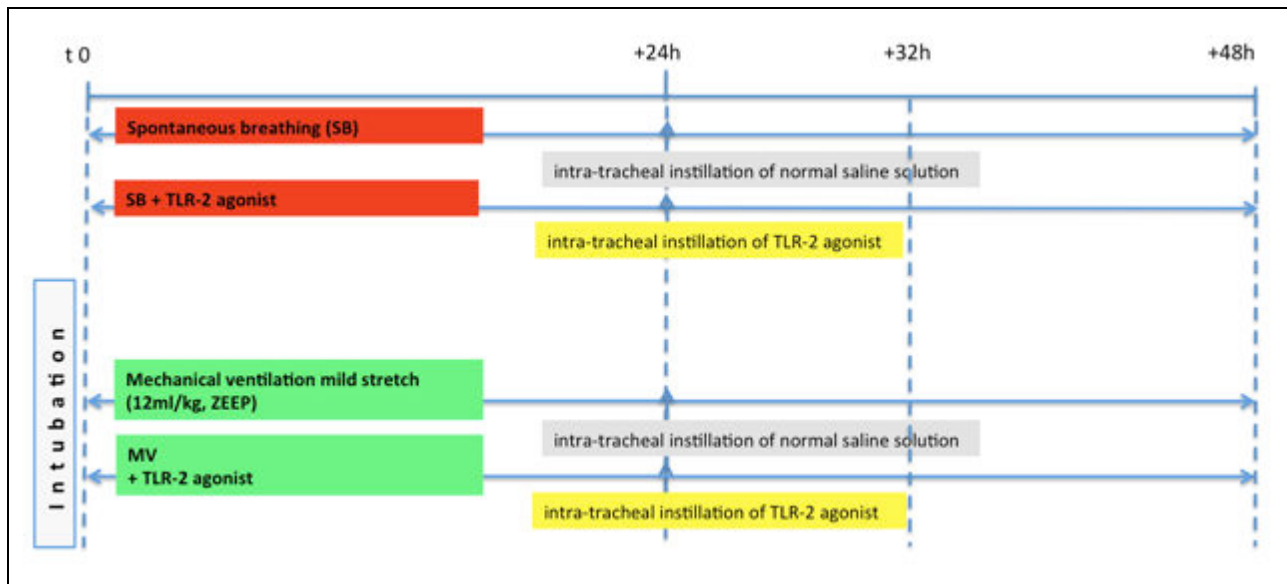 t 0
+24h
+32h
+48h
Spontaneous breathing (SB)
intra-tracheal instillation of normal saline solution
SB + TLR-2 agonist
intra-tracheal instillation of TLR-2 agonist
Intubation
Mechanical ventilation mild stretch
(12ml/kg, ZEEP)
intra-tracheal instillation of normal saline solution
MV
+ TLR-2 agonist
intra-tracheal instillation of TLR-2 agonist